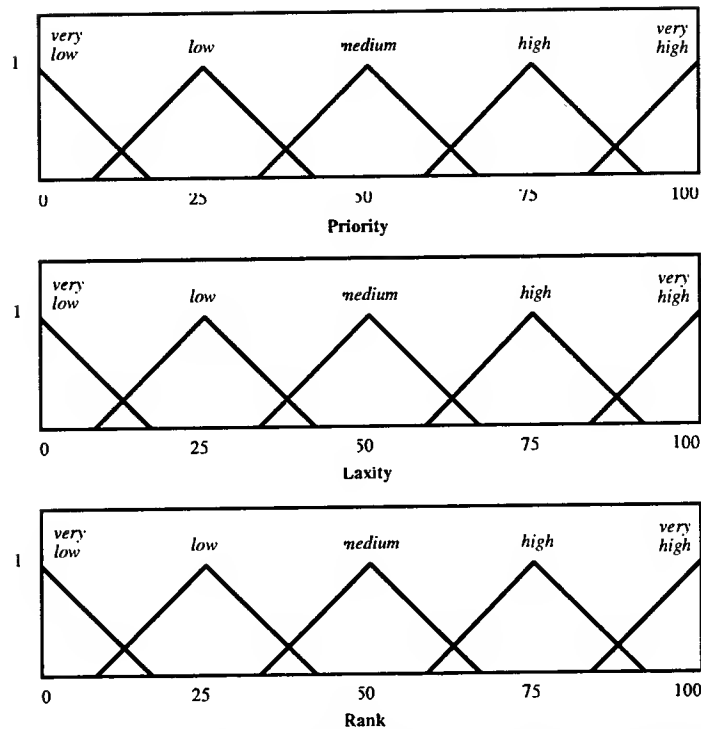 very
low
low
medium
high
very
high
1
0
25
50
75
100
Priority
very
low
low
medium
high
very
high
1
0
25
50
75
100
Laxity
very
low
low
medium
high
very
high
1
0
25
50
75
100
Rank